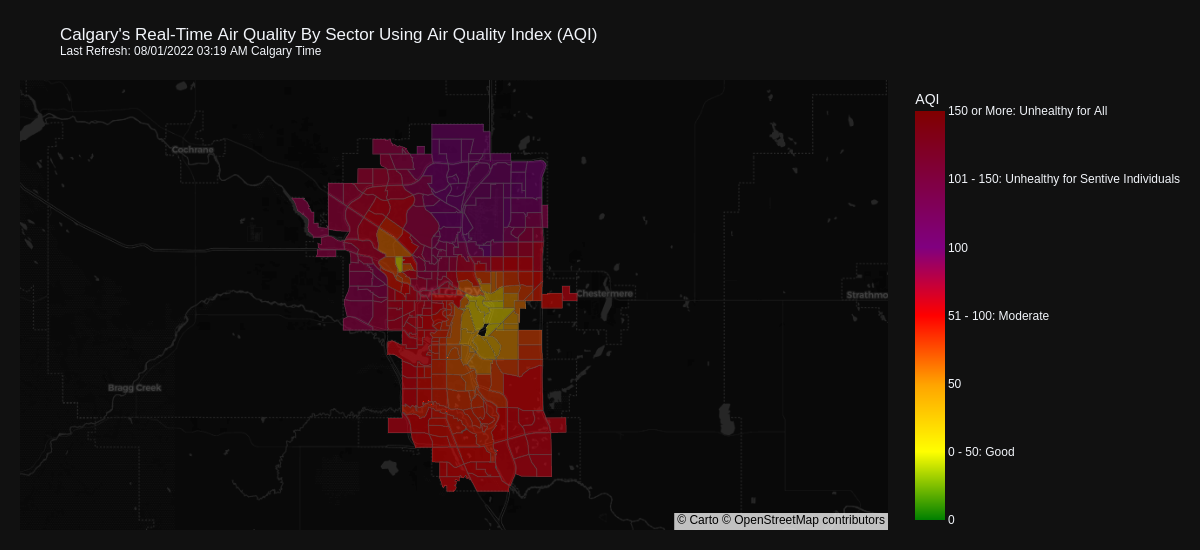 Calgary's Real-Time Air Quality By Sector Using Air Quality Index (AQI)
Last Refresh: 08/01/2022 03:19 AM Calgary Time
AQI
150 or More: Unhealthy for All
Cochrane
101 - 150: Unhealthy for Sentive Individuals
100
CALGARY
Chestermere
Strathmo
51 - 100: Moderate
Bragg Creek
50
0 - 50: Good
0
© Carto © OpenStreetMap contributors